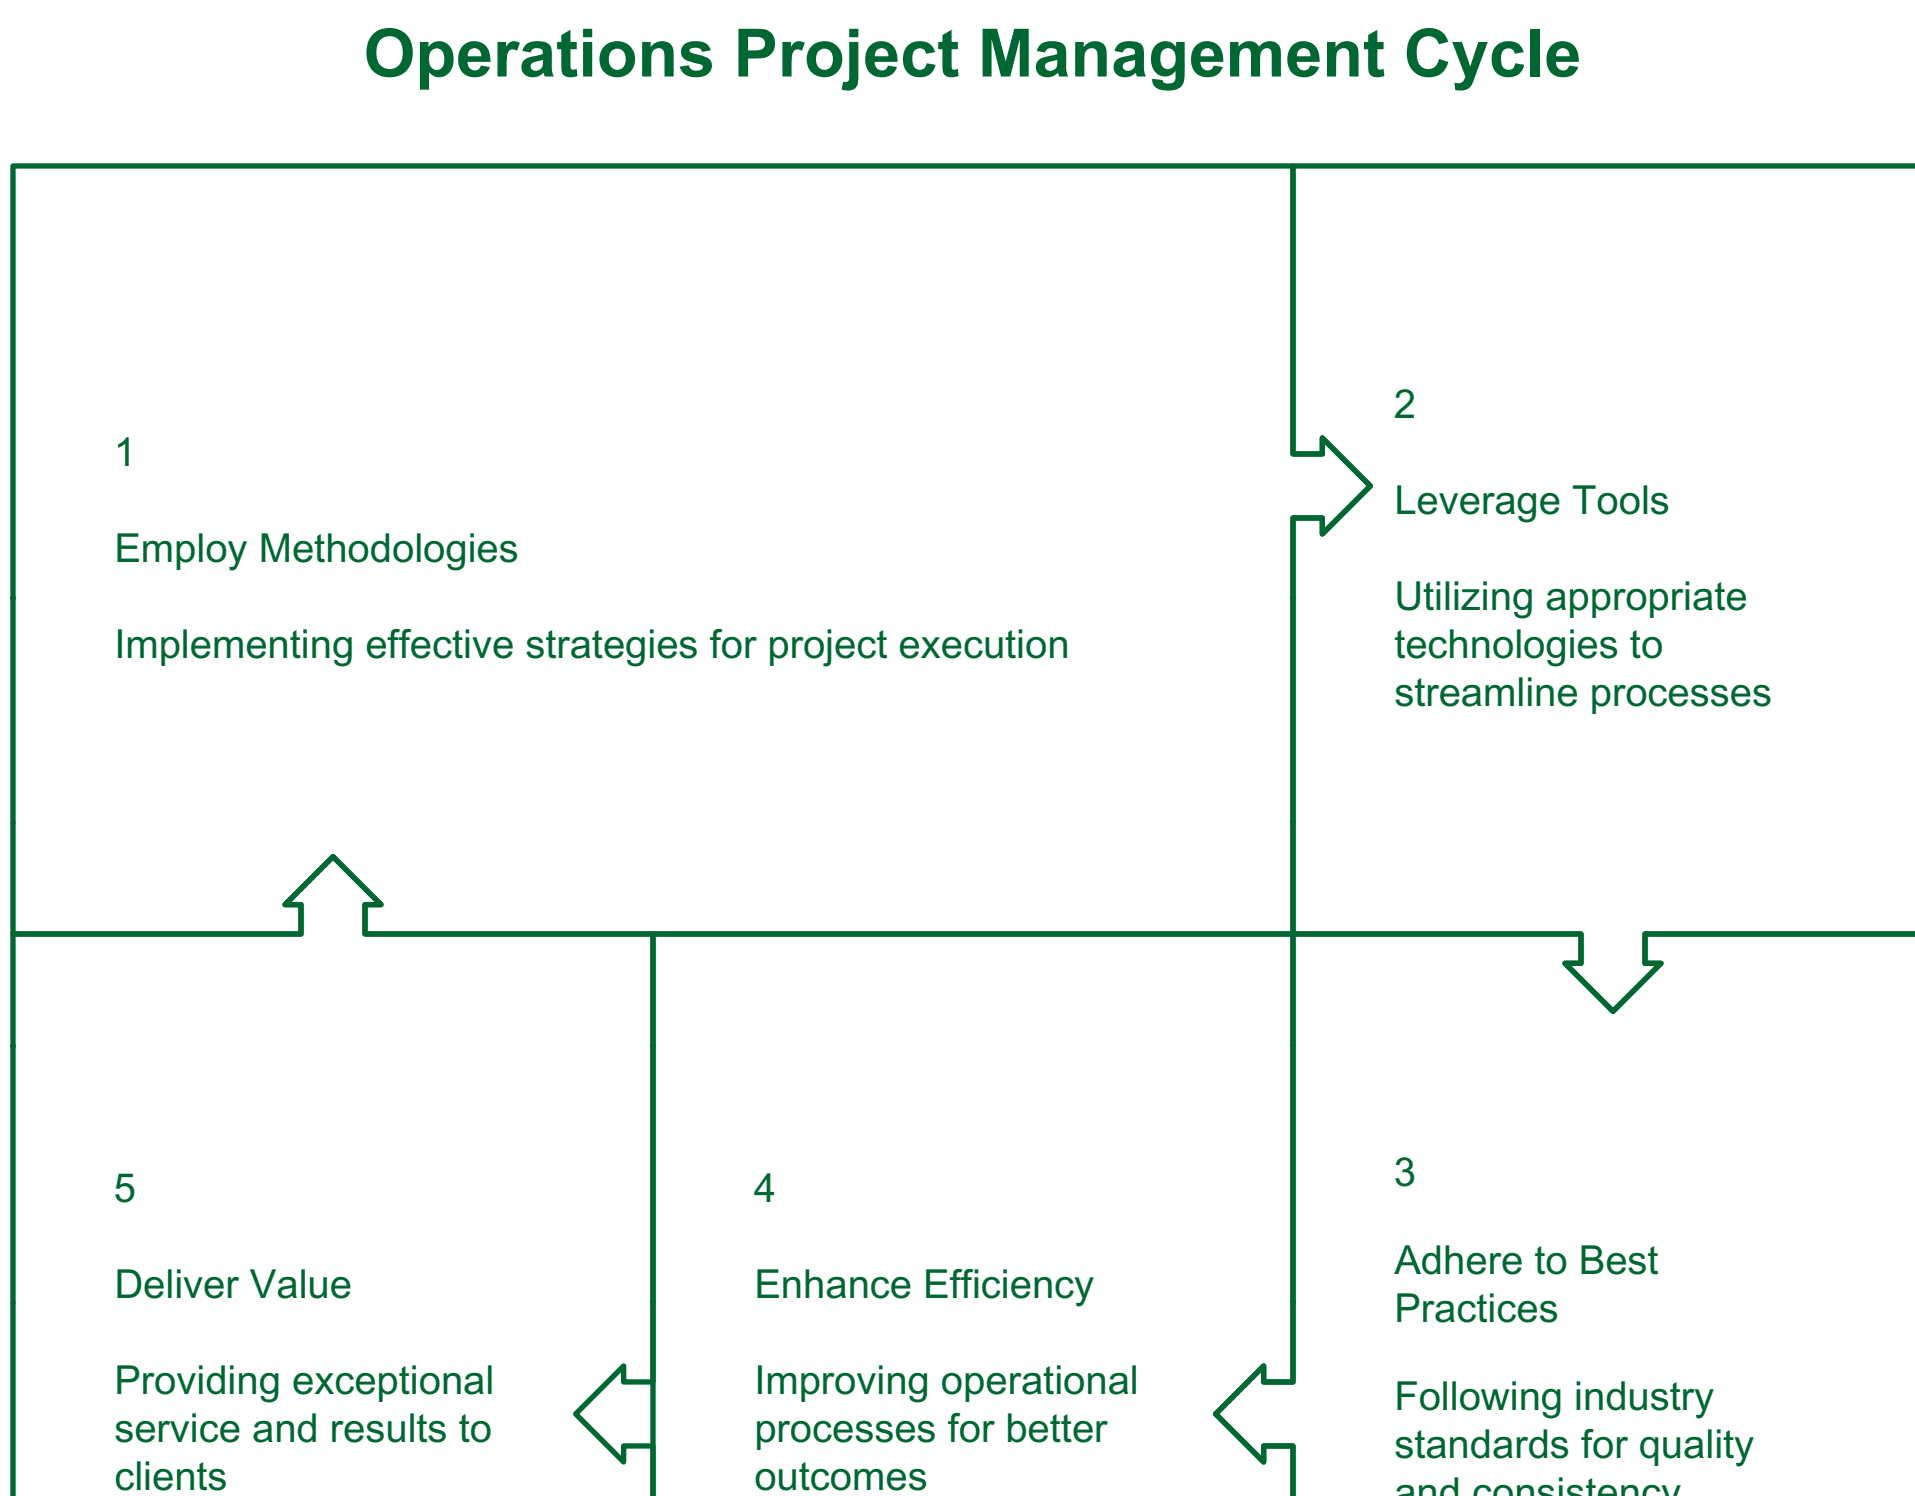 Operations Project Management Cycle
1
Employ Methodologies
Implementing effective strategies for project execution
2
Leverage Tools
Utilizing appropriate
technologies to
streamline processes
3
Adhere to Best
Practices
Following industry
standards for quality
and consistency
4
Enhance Efficiency
Improving operational
processes for better
outcomes
5
Deliver Value
Providing exceptional
service and results to
clients